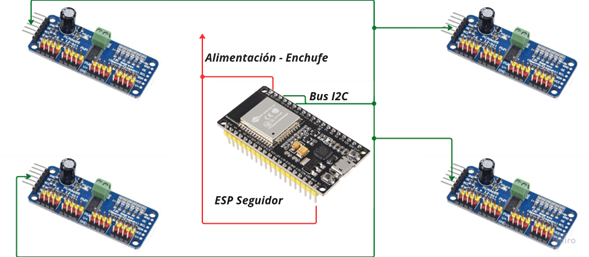 Alimentación - Enchufe
Bus I2C
ESP Seguidor